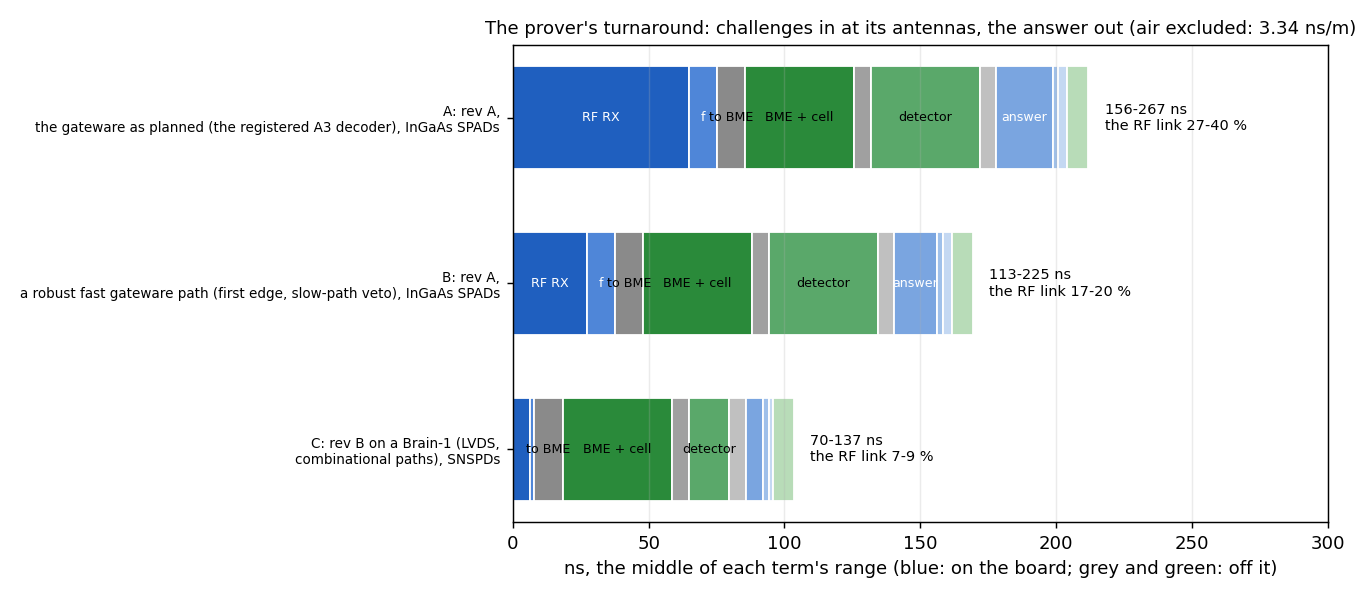 The prover's turnaround: challenges in at its antennas, the answer out (air excluded: 3.34 ns/m)
A: rev A,
the gateware as planned (the registered A3 decoder), InGaAs SPADs
RF RX
f
to BME
BME + cell
detector
answer
156-267 ns
the RF link 27-40 %
B: rev A,
a robust fast gateware path (first edge, slow-path veto), InGaAs SPADs
RF RX
f
to BME
BME + cell
detector
answer
113-225 ns
the RF link 17-20 %
C: rev B on a Brain-1 (LVDS,
combinational paths), SNSPDs
to BME
BME + cell
detector
70-137 ns
the RF link 7-9 %
0 50 100 150 200 250 300
ns, the middle of each term's range (blue: on the board; grey and green: off it)